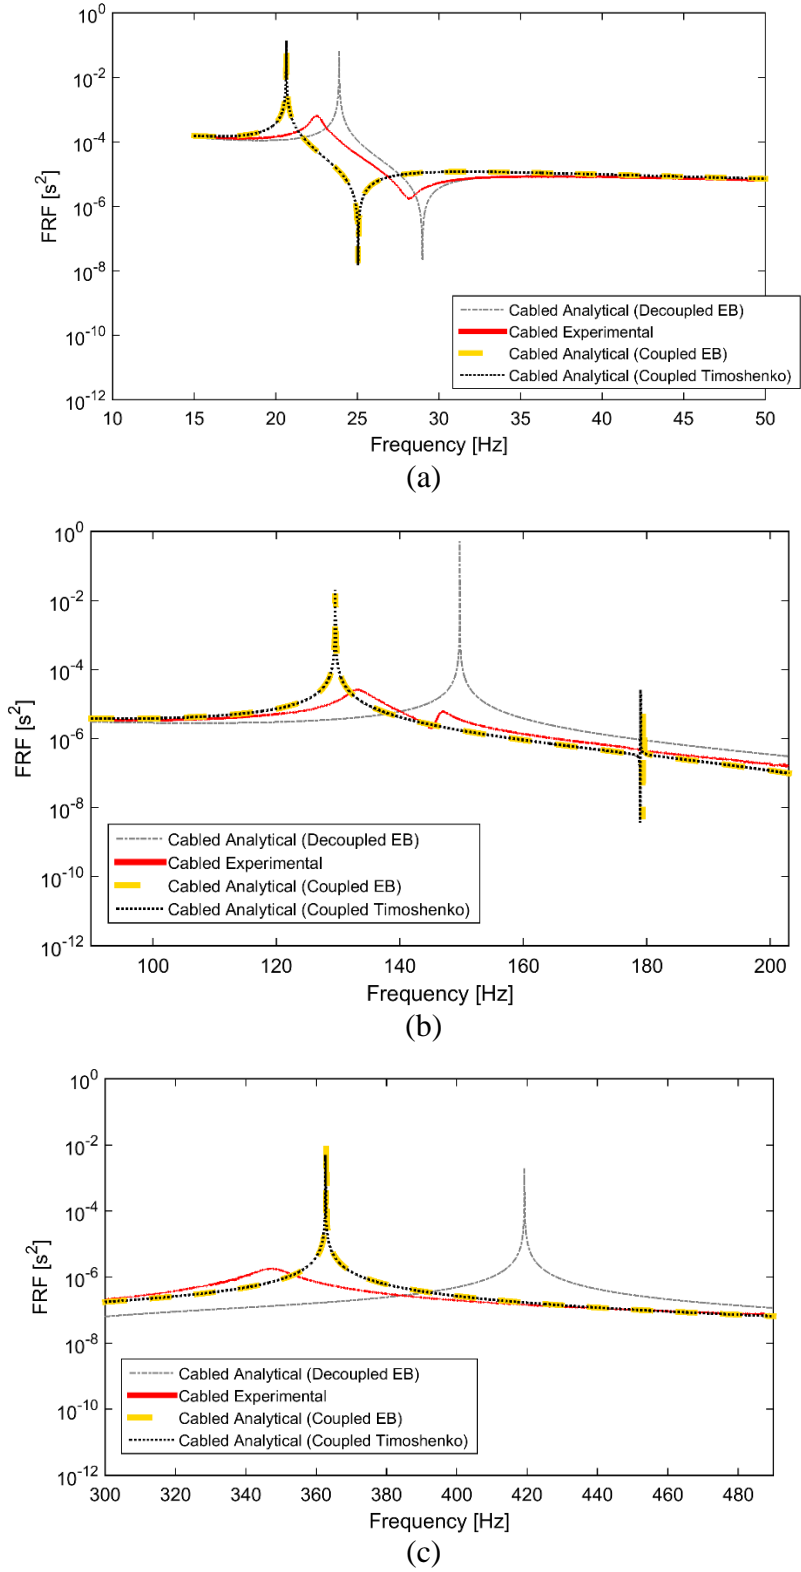 10^0
10^-2
10^-4
10^-6
10^-8
10^-10
10^-12
FRF [s^2]
Cabled Analytical (Decoupled EB)
Cabled Experimental
Cabled Analytical (Coupled EB)
Cabled Analytical (Coupled Timoshenko)
10 15 20 25 30 35 40 45 50
Frequency [Hz]
(a)
10^0
10^-2
10^-4
10^-6
10^-8
10^-10
10^-12
FRF [s^2]
Cabled Analytical (Decoupled EB)
Cabled Experimental
Cabled Analytical (Coupled EB)
Cabled Analytical (Coupled Timoshenko)
100 120 140 160 180 200
Frequency [Hz]
(b)
10^0
10^-2
10^-4
10^-6
10^-8
10^-10
10^-12
FRF [s^2]
Cabled Analytical (Decoupled EB)
Cabled Experimental
Cabled Analytical (Coupled EB)
Cabled Analytical (Coupled Timoshenko)
300 320 340 360 380 400 420 440 460 480
Frequency [Hz]
(c)